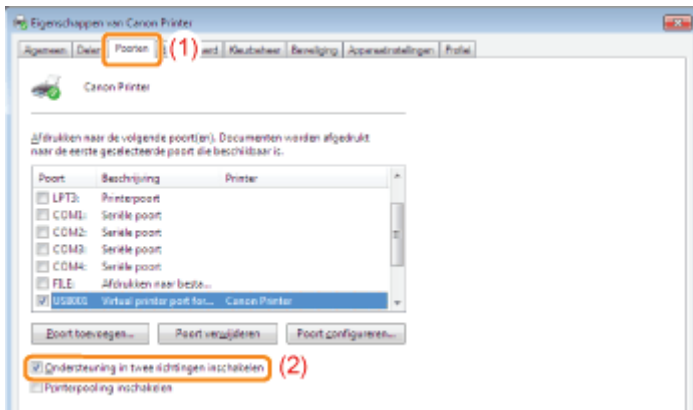 Eigenschappen van Canon Printer
Algemeen Delen Poorten (1) Kleurbeheer Beveiliging Apparaatinstellingen Profiel
Canon Printer
Afdrukken naar de volgende poort(en). Documenten worden afgedrukt
naar de eerste geselecteerde poort die beschikbaar is.
Poort Beschrijving Printer
LPT3: Printerpoort
COM1: Seriële poort
COM2: Seriële poort
COM3: Seriële poort
COM4: Seriële poort
FILE: Afdrukken naar besta...
USB001 Virtual printer port for... Canon Printer
Poort toevoegen... Poort verwijderen Poort configureren...
Ondersteuning in twee richtingen inschakelen (2)
Printerpooling inschakelen